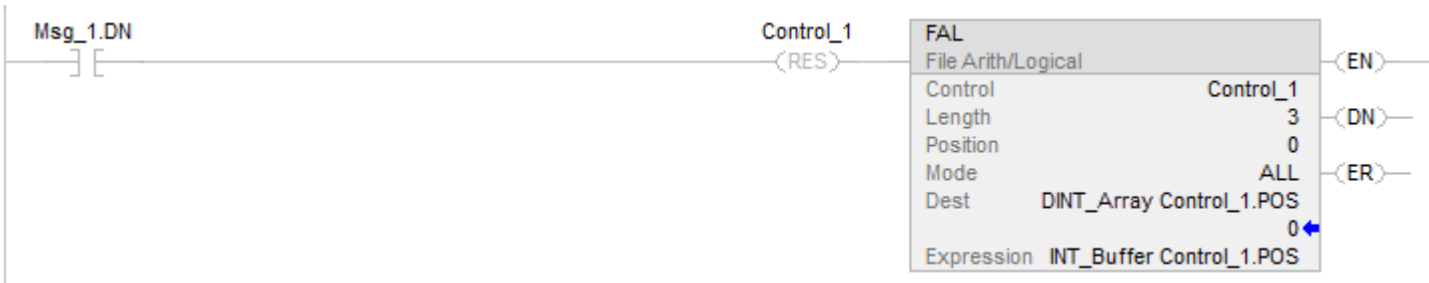 Msg_1.DN
Control_1
RES
FAL
File Arith/Logical
EN
Control Control_1
Length 3
DN
Position 0
Mode ALL
ER
Dest DINT_Array Control_1.POS
0
Expression INT_Buffer Control_1.POS